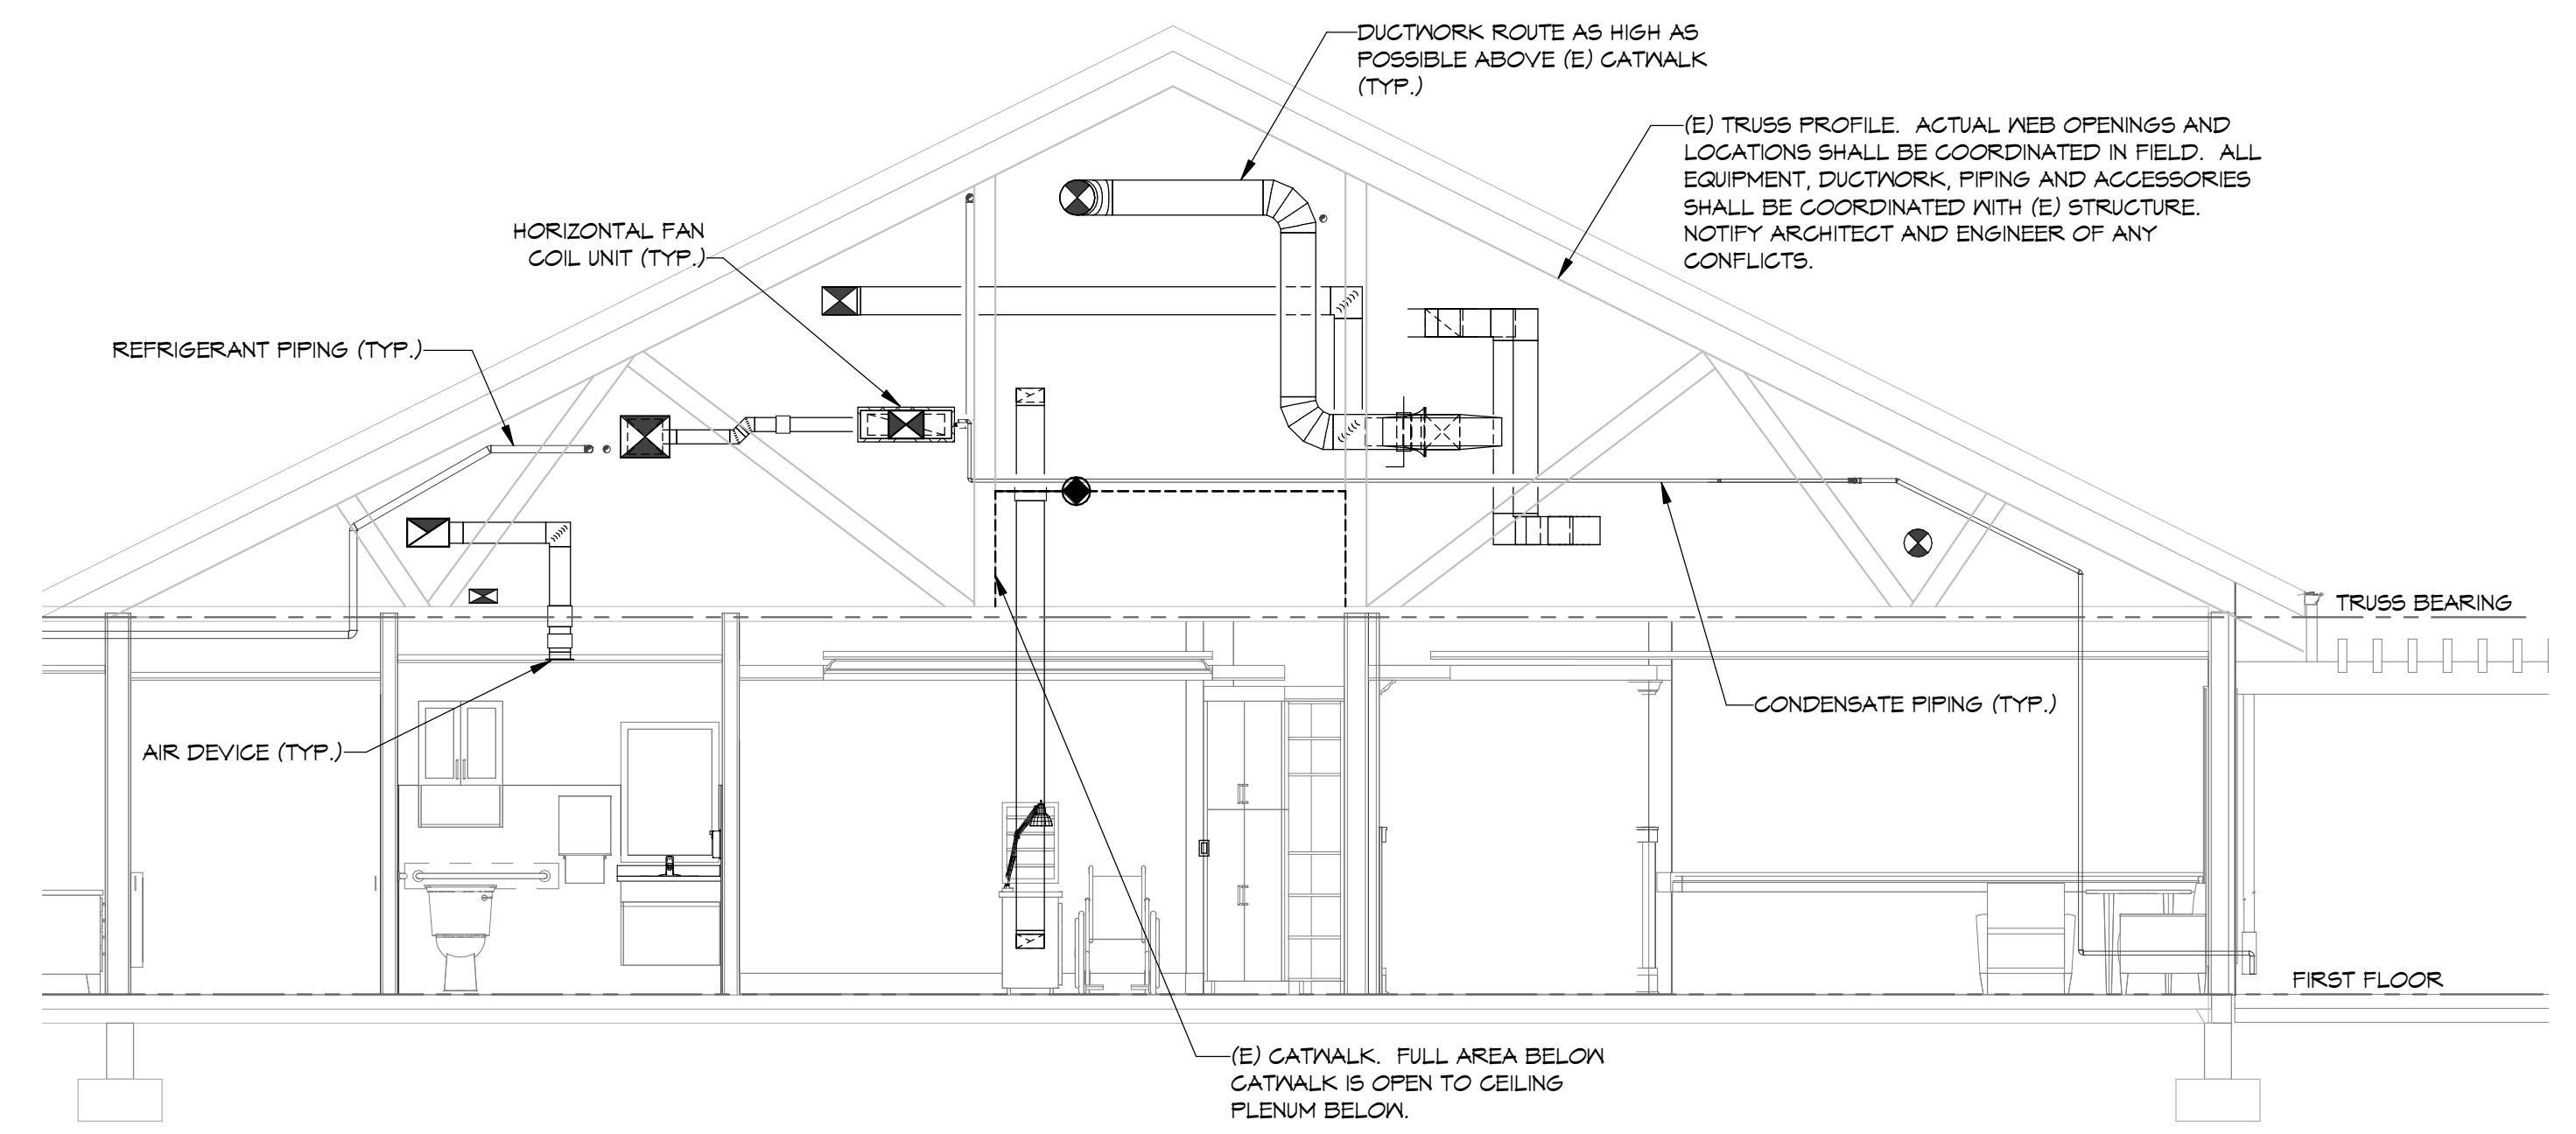 DUCTWORK ROUTE AS HIGH AS
POSSIBLE ABOVE (E) CATWALK
(TYP.)
(E) TRUSS PROFILE. ACTUAL WEB OPENINGS AND
LOCATIONS SHALL BE COORDINATED IN FIELD. ALL
EQUIPMENT, DUCTWORK, PIPING AND ACCESSORIES
SHALL BE COORDINATED WITH (E) STRUCTURE.
NOTIFY ARCHITECT AND ENGINEER OF ANY
CONFLICTS.
HORIZONTAL FAN
COIL UNIT (TYP.)
REFRIGERANT PIPING (TYP.)
TRUSS BEARING
CONDENSATE PIPING (TYP.)
AIR DEVICE (TYP.)
FIRST FLOOR
(E) CATWALK. FULL AREA BELOW
CATWALK IS OPEN TO CEILING
PLENUM BELOW.